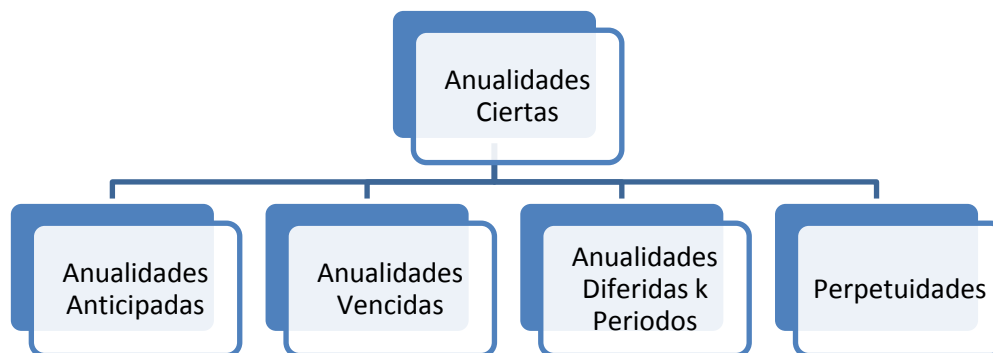 Anualidades
Ciertas
Anualidades
Anticipadas
Anualidades
Vencidas
Anualidades
Diferidas k
Periodos
Perpetuidades